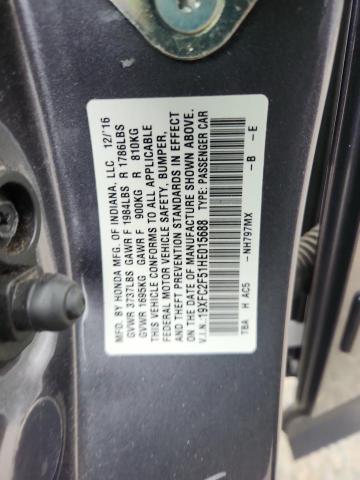 MFD. BY HONDA MFG. OF INDIANA, LLC 12/'16
GVWR 3737LBS GAWR F 1984LBS R 1786LBS
GVWR 1695KG GAWR F 900KG R 810KG
THIS VEHICLE CONFORMS TO ALL APPLICABLE
FEDERAL MOTOR VEHICLE SAFETY, BUMPER,
AND THEFT PREVENTION STANDARDS IN EFFECT
ON THE DATE OF MANUFACTURE SHOWN ABOVE.
V.I.N.:19XFC2F51HE015688 TYPE: PASSENGER CAR
TBA H AC5 -NH797MX -B -E